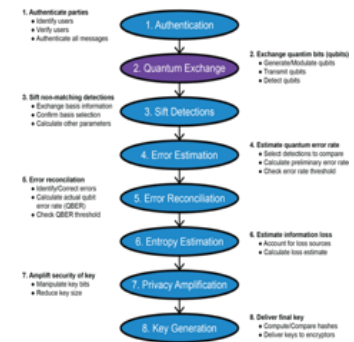 1. Authenticate parties
● Identify users
● Verify users
● Authenticate all messages
1. Authentication
2. Exchange quantim bits (qubits)
● Generate/Modulate qubits
● Transmit qubits
● Detect qubits
2. Quantum Exchange
3. Sift non-matching detections
● Exchange basis information
● Confirm basis selection
● Calculate other parameters
3. Sift Detections
4. Estimate quantum error rate
● Select detections to compare
● Calculate preliminary error rate
● Check error rate threshold
4. Error Estimation
6. Error reconciliation
● Identify/Correct errors
● Calculate actual qubit
error rate (QBER)
● Check QBER threshold
5. Error Reconciliation
6. Estimate information loss
● Account for loss sources
● Calculate loss estimate
6. Entropy Estimation
7. Amplift security of key
● Manipulate key bits
● Reduce key size
7. Privacy Amplification
8. Deliver final key
● Compute/Compare hashes
● Deliver keys to encryptors
8. Key Generation